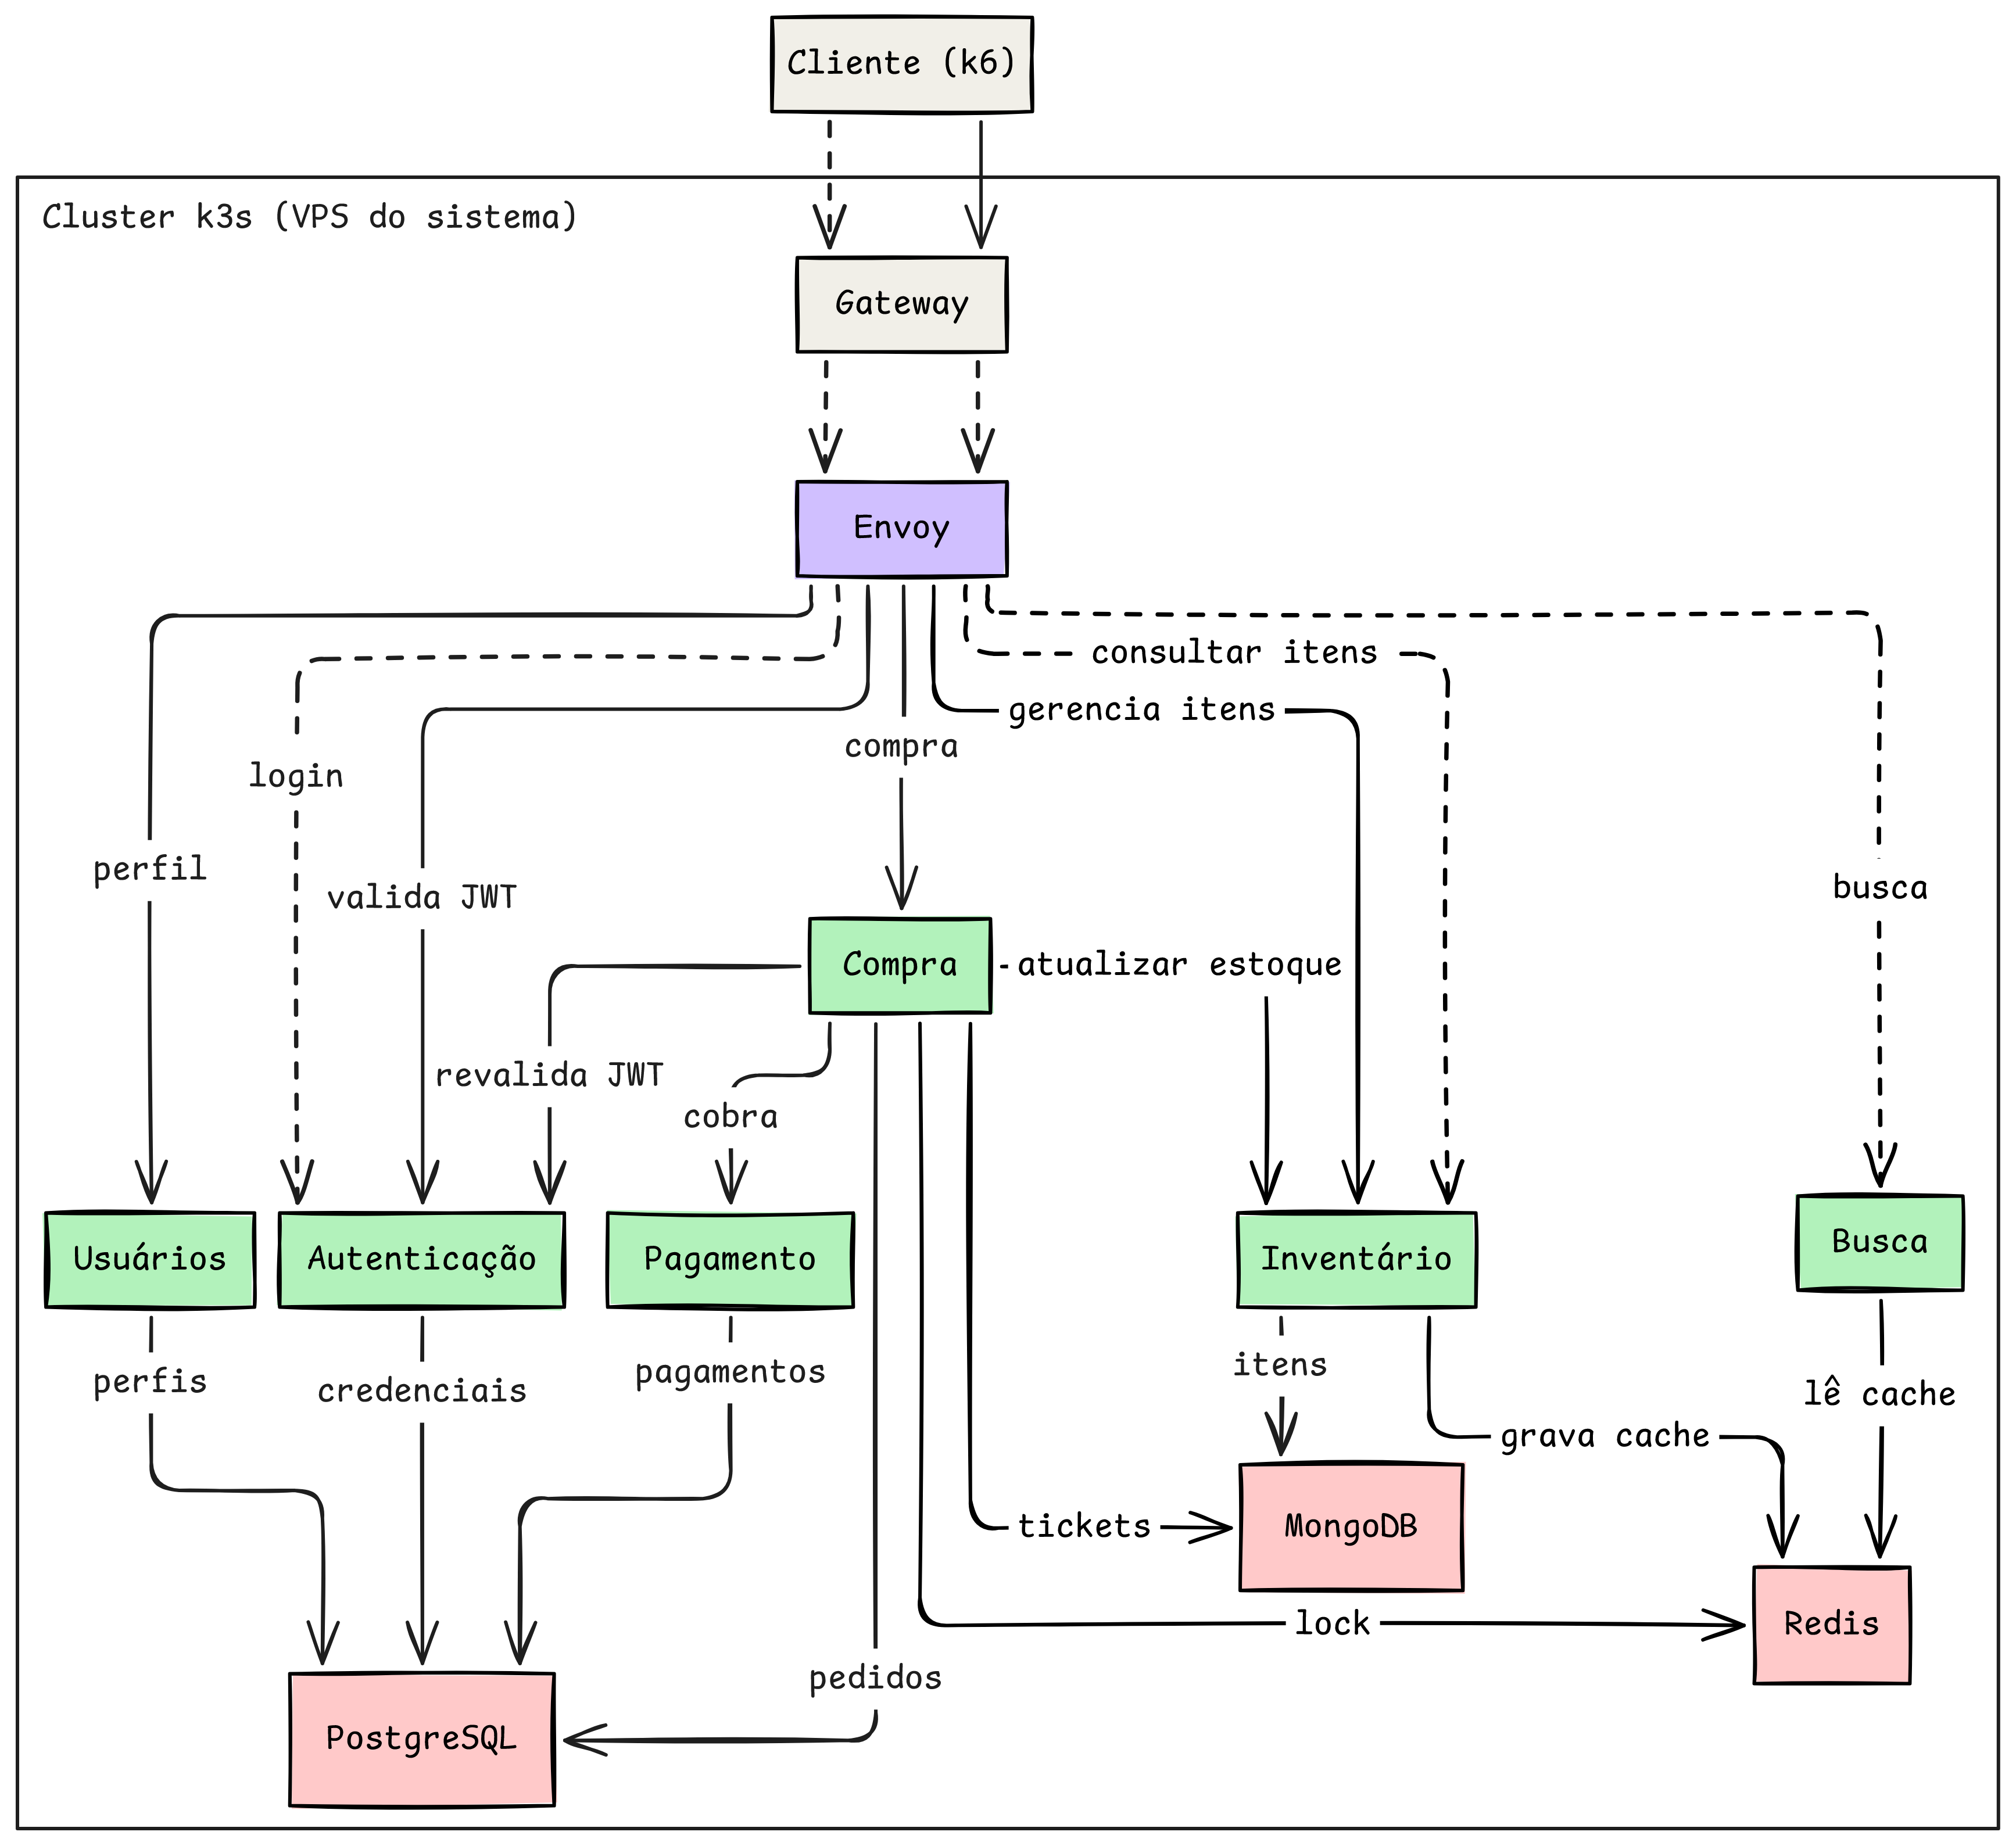 Cliente (k6)
Cluster k3s (VPS do sistema)
Gateway
Envoy
consultar itens
gerencia itens
compra
login
perfil
valida JWT
busca
Compra
atualizar estoque
revalida JWT
cobra
Usuários
Autenticação
Pagamento
Inventário
Busca
perfis
credenciais
pagamentos
itens
lê cache
grava cache
tickets
MongoDB
lock
Redis
pedidos
PostgreSQL